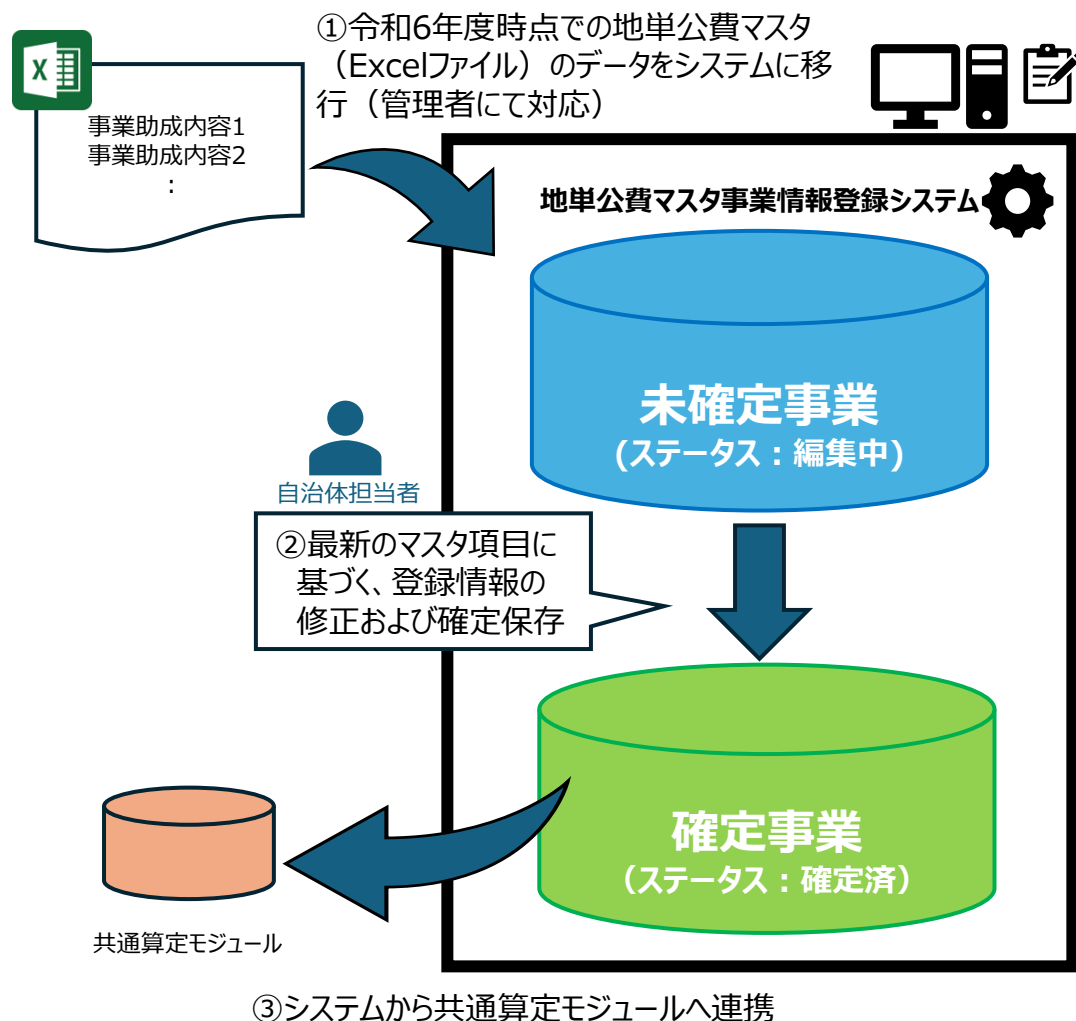 ①令和6年度時点での地単公費マスタ
（Excelファイル）のデータをシステムに移
行（管理者にて対応）
X
事業助成内容1
事業助成内容2
：
地単公費マスタ事業情報登録システム
未確定事業
(ステータス：編集中)
自治体担当者
②最新のマスタ項目に
基づく、登録情報の
修正および確定保存
確定事業
（ステータス：確定済）
共通算定モジュール
③システムから共通算定モジュールへ連携